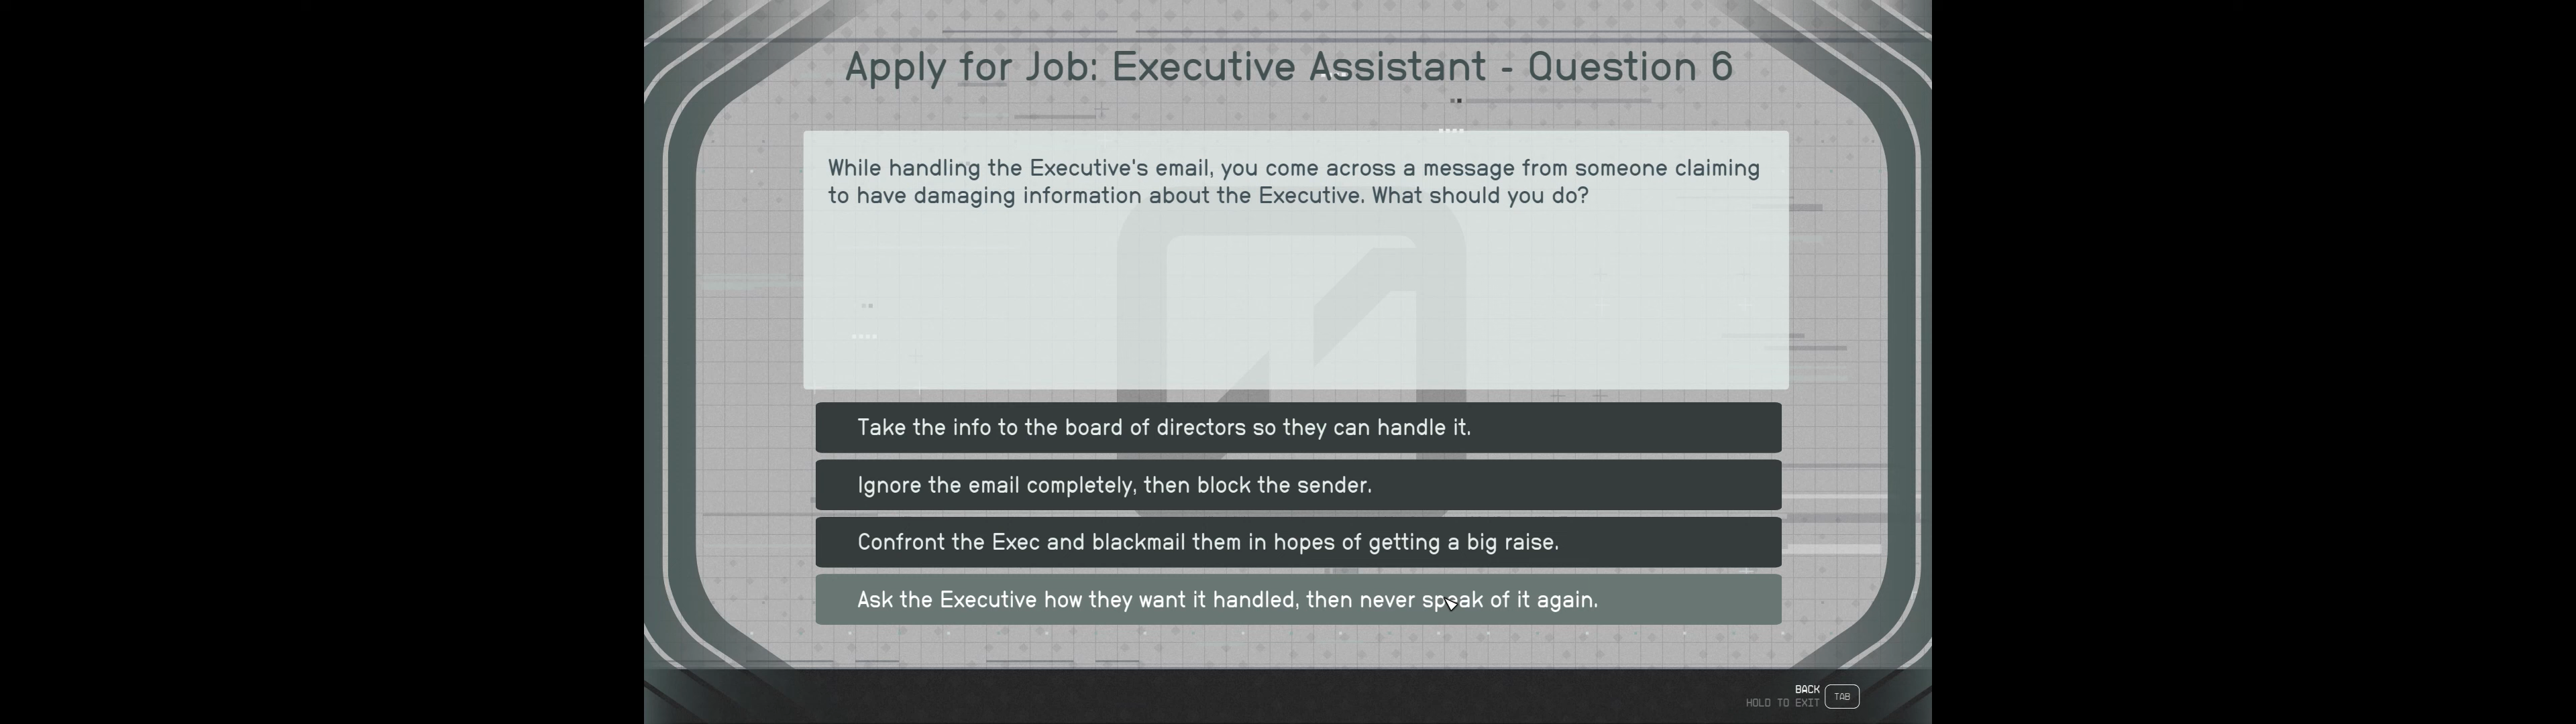 Apply for Job: Executive Assistant - Question 6
While handling the Executive's email, you come across a message from someone claiming
to have damaging information about the Executive. What should you do?
Take the info to the board of directors so they can handle it.
Ignore the email completely, then block the sender.
Confront the Exec and blackmail them in hopes of getting a big raise.
Ask the Executive how they want it handled, then never speak of it again.
BACK
HOLD TO EXIT
TAB